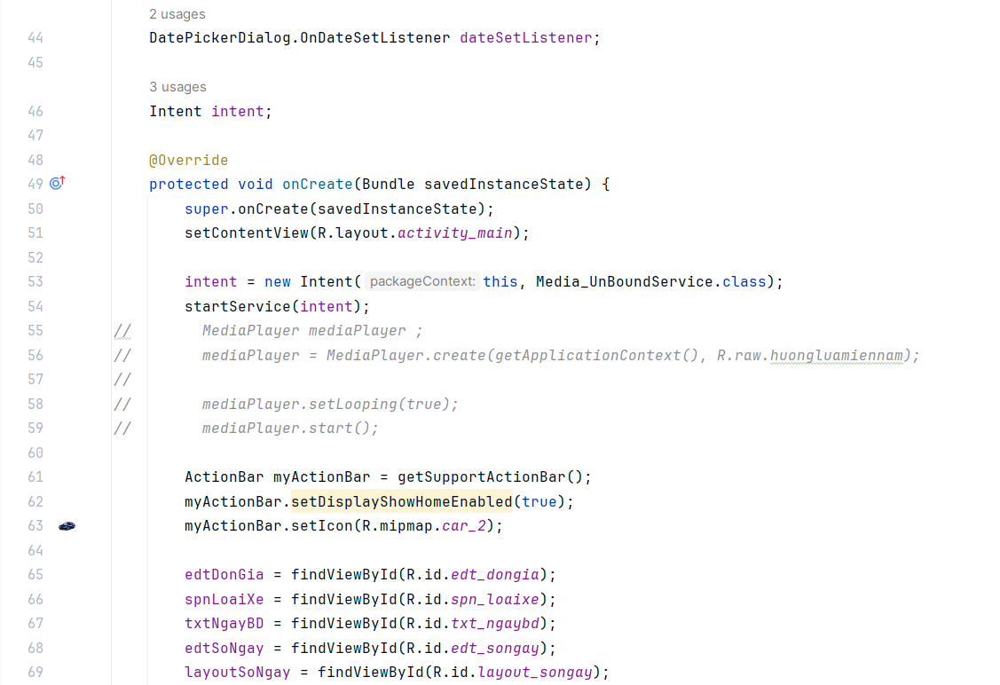 2 usages
44 DatePickerDialog.OnDateSetListener dateSetListener;
45
3 usages
46 Intent intent;
47
48 @Override
49 protected void onCreate(Bundle savedInstanceState) {
50 super.onCreate(savedInstanceState);
51 setContentView(R.layout.activity_main);
52
53 intent = new Intent( packageContext: this, Media_UnBoundService.class);
54 startService(intent);
55 // MediaPlayer mediaPlayer ;
56 // mediaPlayer = MediaPlayer.create(getApplicationContext(), R.raw.huongluamiennam);
57 //
58 // mediaPlayer.setLooping(true);
59 // mediaPlayer.start();
60
61 ActionBar myActionBar = getSupportActionBar();
62 myActionBar.setDisplayShowHomeEnabled(true);
63 myActionBar.setIcon(R.mipmap.car_2);
64
65 edtDonGia = findViewById(R.id.edt_dongia);
66 spnLoaiXe = findViewById(R.id.spn_loaixe);
67 txtNgayBD = findViewById(R.id.txt_ngaybd);
68 edtSoNgay = findViewById(R.id.edt_songay);
69 layoutSoNgay = findViewById(R.id.layout_songay);